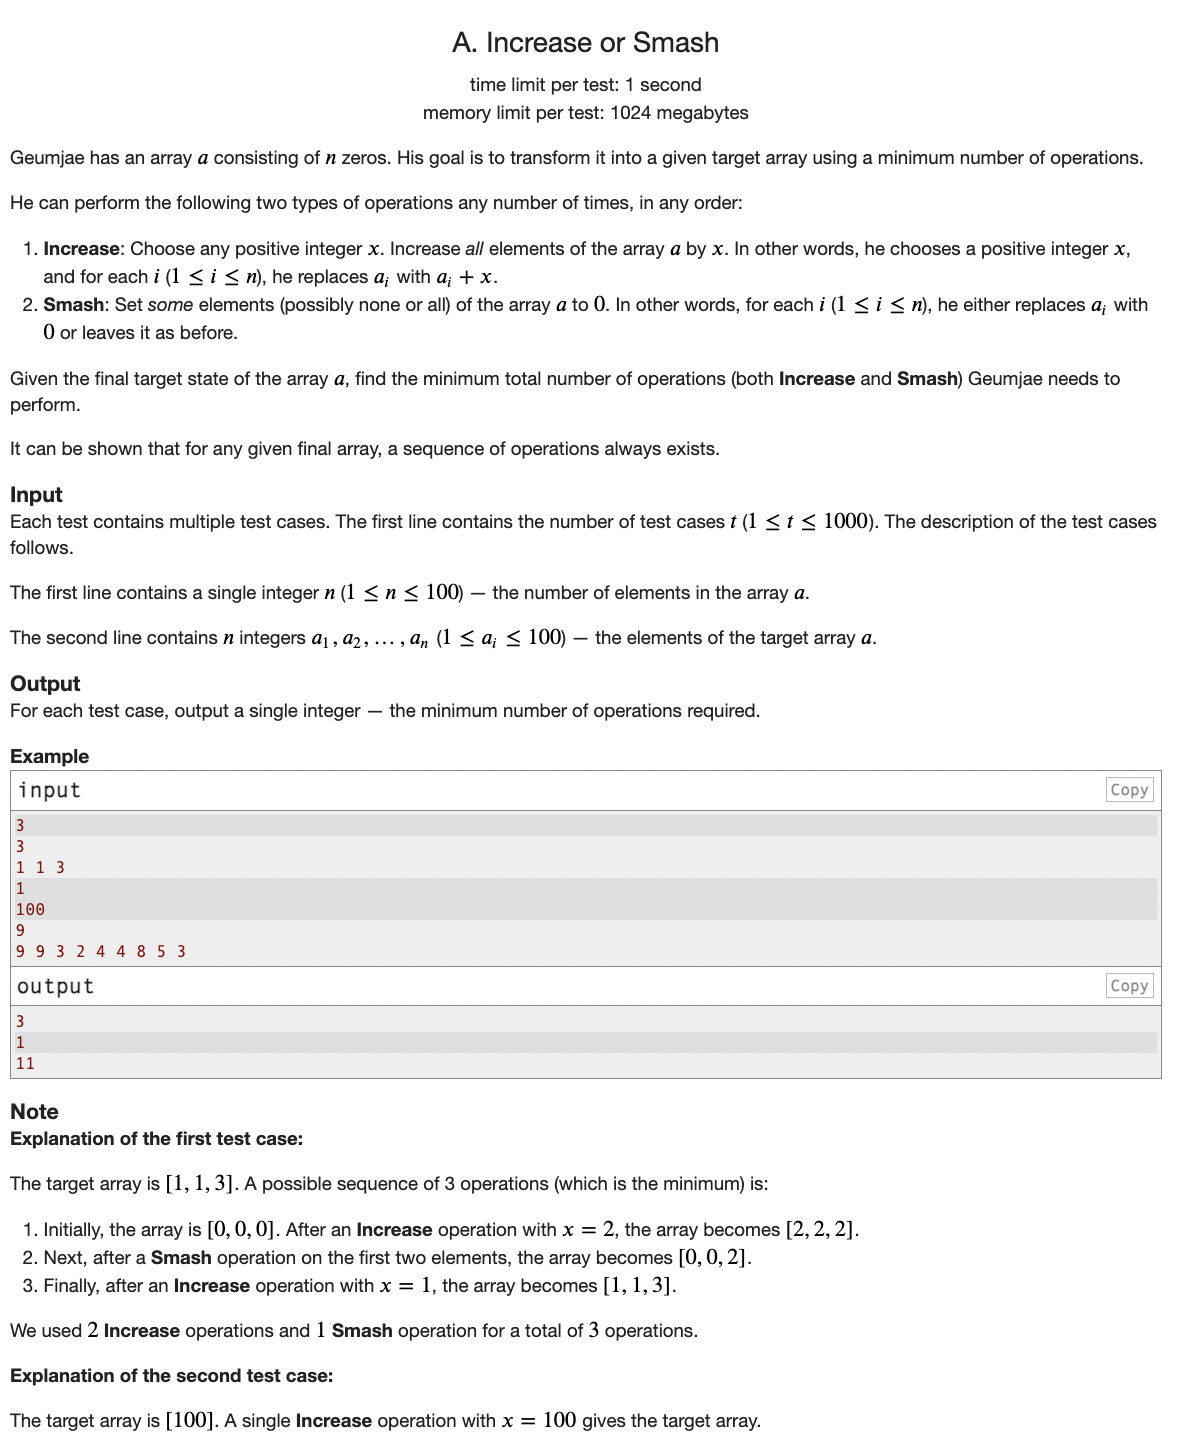 A. Increase or Smash
time limit per test: 1 second
memory limit per test: 1024 megabytes
Geumjae has an array a consisting of n zeros. His goal is to transform it into a given target array using a minimum number of operations.
He can perform the following two types of operations any number of times, in any order:
1. Increase: Choose any positive integer x. Increase all elements of the array a by x. In other words, he chooses a positive integer x,
and for each i (1 ≤ i ≤ n), he replaces aᵢ with aᵢ + x.
2. Smash: Set some elements (possibly none or all) of the array a to 0. In other words, for each i (1 ≤ i ≤ n), he either replaces aᵢ with
0 or leaves it as before.
Given the final target state of the array a, find the minimum total number of operations (both Increase and Smash) Geumjae needs to
perform.
It can be shown that for any given final array, a sequence of operations always exists.
Input
Each test contains multiple test cases. The first line contains the number of test cases t (1 ≤ t ≤ 1000). The description of the test cases
follows.
The first line contains a single integer n (1 ≤ n ≤ 100) — the number of elements in the array a.
The second line contains n integers a₁, a₂, …, aₙ (1 ≤ aᵢ ≤ 100) — the elements of the target array a.
Output
For each test case, output a single integer — the minimum number of operations required.
Example
input
Copy
3
3
1 1 3
1
100
9
9 9 3 2 4 4 8 5 3
output
Copy
3
1
11
Note
Explanation of the first test case:
The target array is [1, 1, 3]. A possible sequence of 3 operations (which is the minimum) is:
1. Initially, the array is [0, 0, 0]. After an Increase operation with x = 2, the array becomes [2, 2, 2].
2. Next, after a Smash operation on the first two elements, the array becomes [0, 0, 2].
3. Finally, after an Increase operation with x = 1, the array becomes [1, 1, 3].
We used 2 Increase operations and 1 Smash operation for a total of 3 operations.
Explanation of the second test case:
The target array is [100]. A single Increase operation with x = 100 gives the target array.